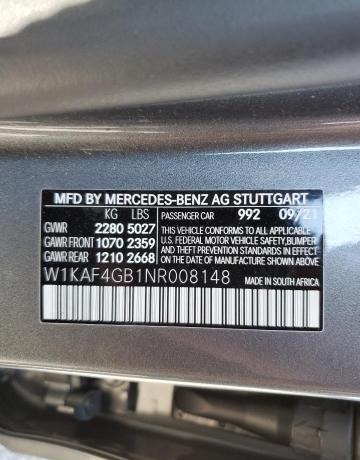 MFD BY MERCEDES-BENZ AG STUTTGART
KG LBS PASSENGER CAR 992 09/21
GVWR 2280 5027 THIS VEHICLE CONFORMS TO ALL
GAWR FRONT 1070 2359 APPLICABLE U.S. FEDERAL
GAWR REAR 1210 2668 MOTOR VEHICLE SAFETY, BUMPER,
AND THEFT PREVENTION
STANDARDS IN EFFECT
ON THE DATE OF
MANUFACTURE SHOWN ABOVE.
W1KAF4GB1NR008148
MADE IN SOUTH AFRICA